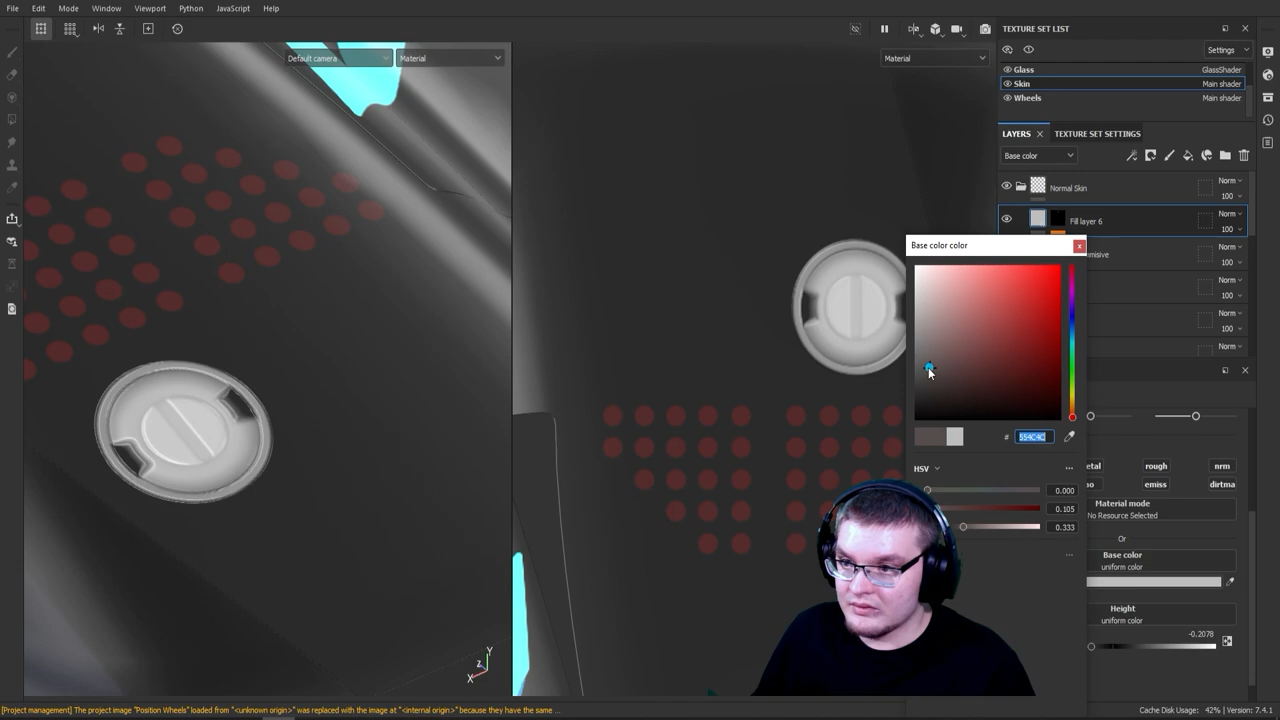 File Edit Mode Window Viewport Python JavaScript Help
Default camera
Material
Material
TEXTURE SET LIST
Settings
Glass GlassShader
Skin Main shader
Wheels Main shader
LAYERS TEXTURE SET SETTINGS
Base color
Normal Skin Norm
100
Fill layer 6 Norm
100
Norm
100
Norm
100
Norm
100
Norm
Base color color
# 554C4C
HSV
0.000
0.105
0.333
rough nrm
emiss dirtma
Material mode
No Resource Selected
Or
Base color
uniform color
Height
uniform color
-0.2078
Y
Z
X
[Project management] The project image "Position Wheels" loaded from "<unknown origin>" was replaced with the image at "<internal origin>" because they have the same ...
Cache Disk Usage: 42% | Version: 7.4.1